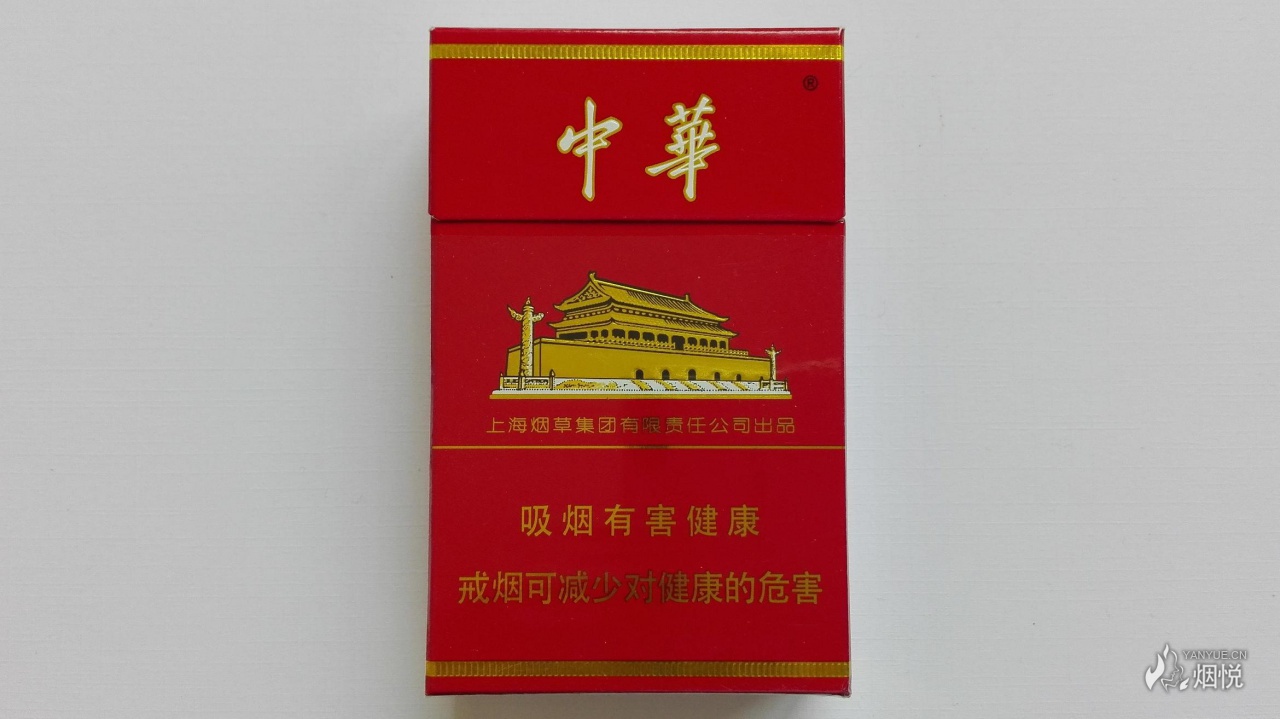 中華
®
上海烟草集团有限责任公司出品
吸烟有害健康
戒烟可减少对健康的危害
YANYUE.CN
烟悦